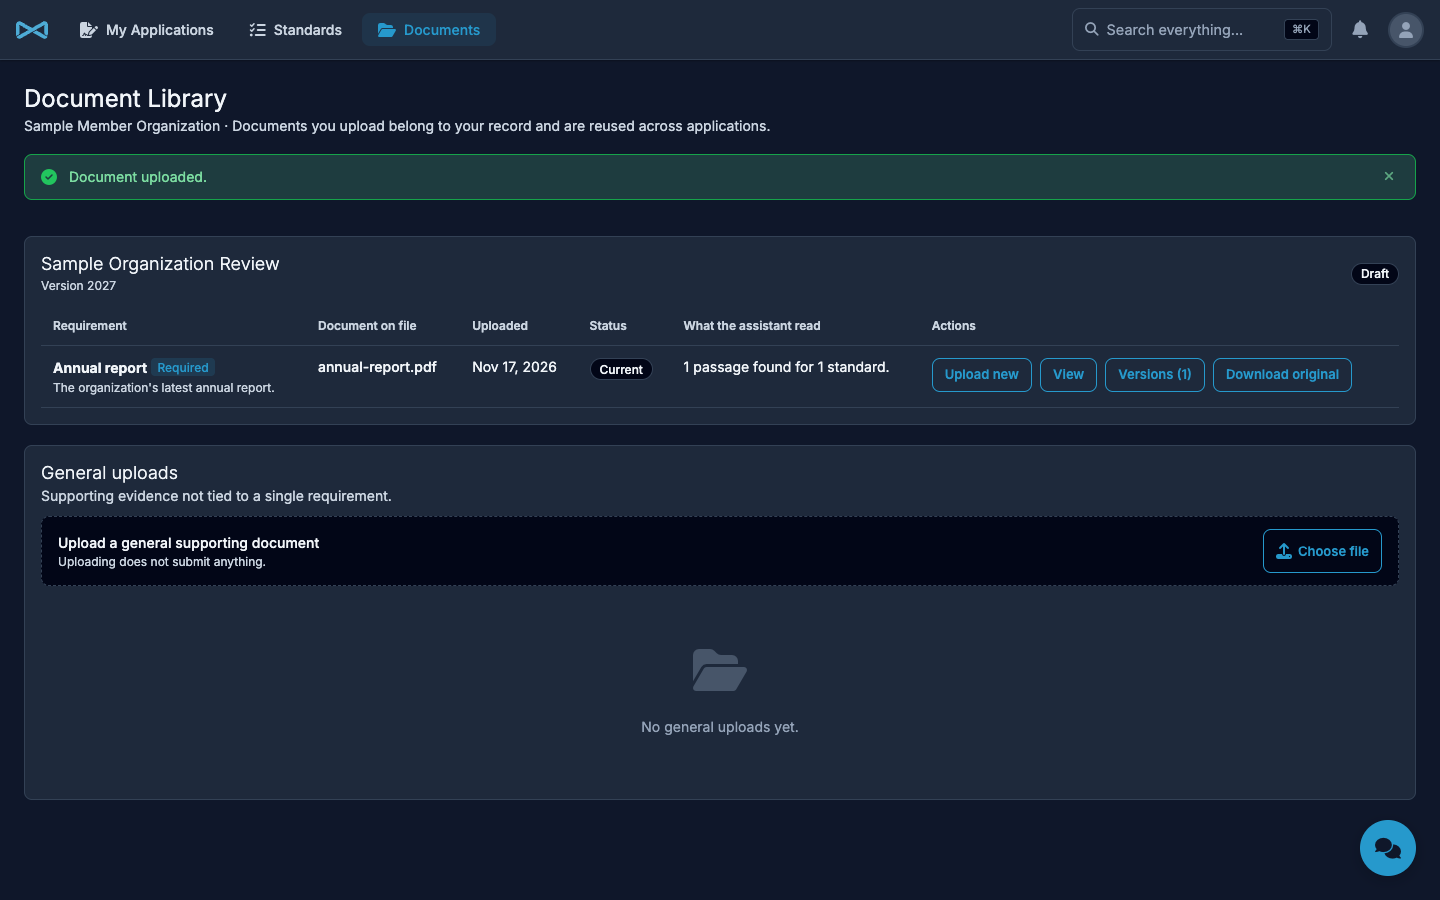 My Applications
Standards
Documents
Search everything...
⌘K
Document Library
Sample Member Organization · Documents you upload belong to your record and are reused across applications.
Document uploaded.
Sample Organization Review
Version 2027
Draft
Requirement Document on file Uploaded Status What the assistant read Actions
Annual report Required annual-report.pdf Nov 17, 2026 Current 1 passage found for 1 standard. Upload new View Versions (1) Download original
The organization's latest annual report.
General uploads
Supporting evidence not tied to a single requirement.
Upload a general supporting document
Uploading does not submit anything.
Choose file
No general uploads yet.